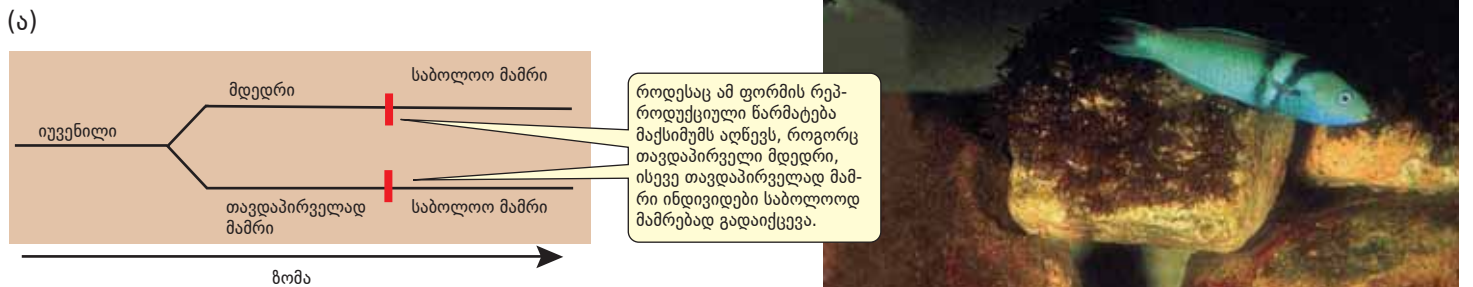 (ა)
საბოლოო მამრი
მდედრი
იუვენილი
თავდაპირველად
მამრი
საბოლოო მამრი
ზომა
როდესაც ამ ფორმის რეპ-
როდუქციული წარმატება
მაქსიმუმს აღწევს, როგორც
თავდაპირველი მდედრი,
ისევე თავდაპირველად მამ-
რი ინდივიდები საბოლოოდ
მამრებად გადაიქცევა.